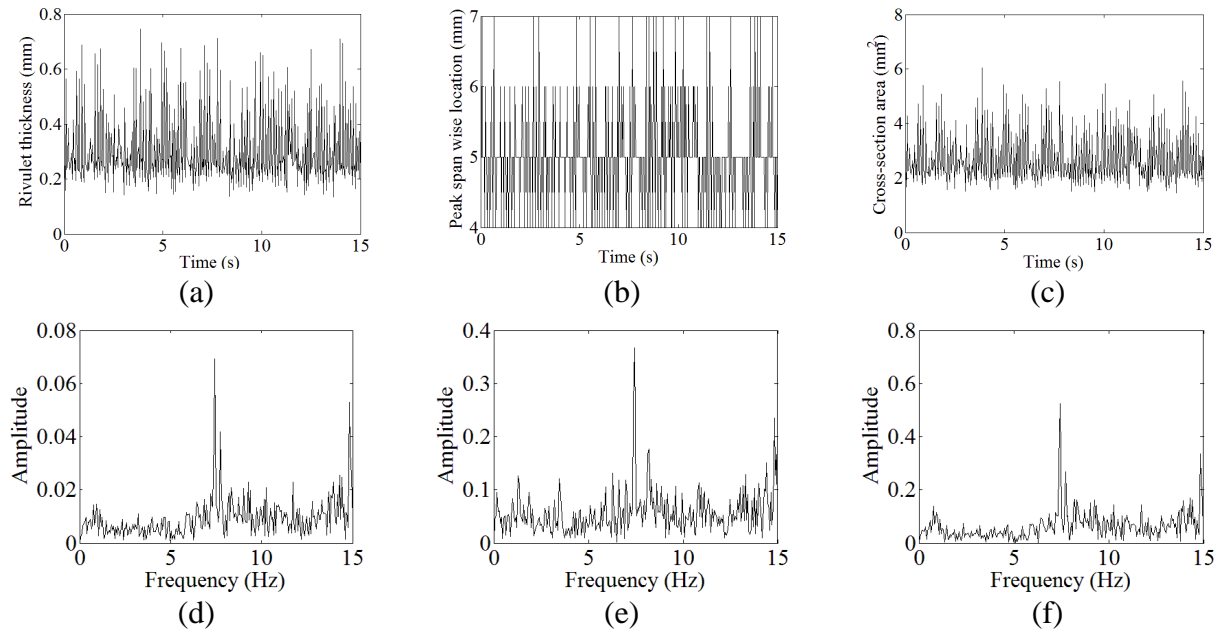 0.8
0.6
0.4
0.2
0
Rivulet thickness (mm)
0 5 10 15
Time (s)
(a)
7
6
5
4
Peak span wise location (mm)
0 5 10 15
Time (s)
(b)
8
6
4
2
0
Cross-section area (mm2)
0 5 10 15
Time (s)
(c)
0.08
0.06
0.04
0.02
0
Amplitude
0 5 10 15
Frequency (Hz)
(d)
0.4
0.3
0.2
0.1
0
Amplitude
0 5 10 15
Frequency (Hz)
(e)
0.8
0.6
0.4
0.2
0
Amplitude
0 5 10 15
Frequency (Hz)
(f)